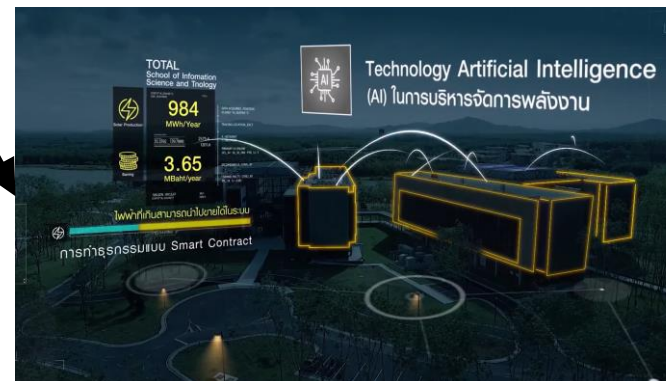 TOTAL
School of Infomation
Science and Tnology
984
MWh/Year
Solar Production
3.65
MBaht/year
Saving
AI
Technology Artificial Intelligence
(AI) ในการบริหารจัดการพลังงาน
ไฟฟ้าที่เกินสามารถนำไปขายได้ในระบบ
การทำธุรกรรมแบบ Smart Contract